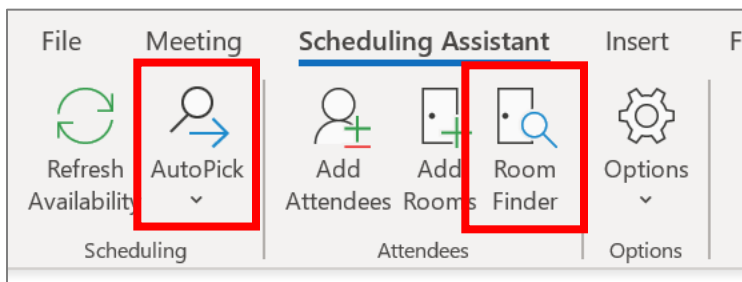 File Meeting Scheduling Assistant Insert F
Refresh Availability AutoPick Add Attendees Add Rooms Room Finder Options
Scheduling Attendees Options